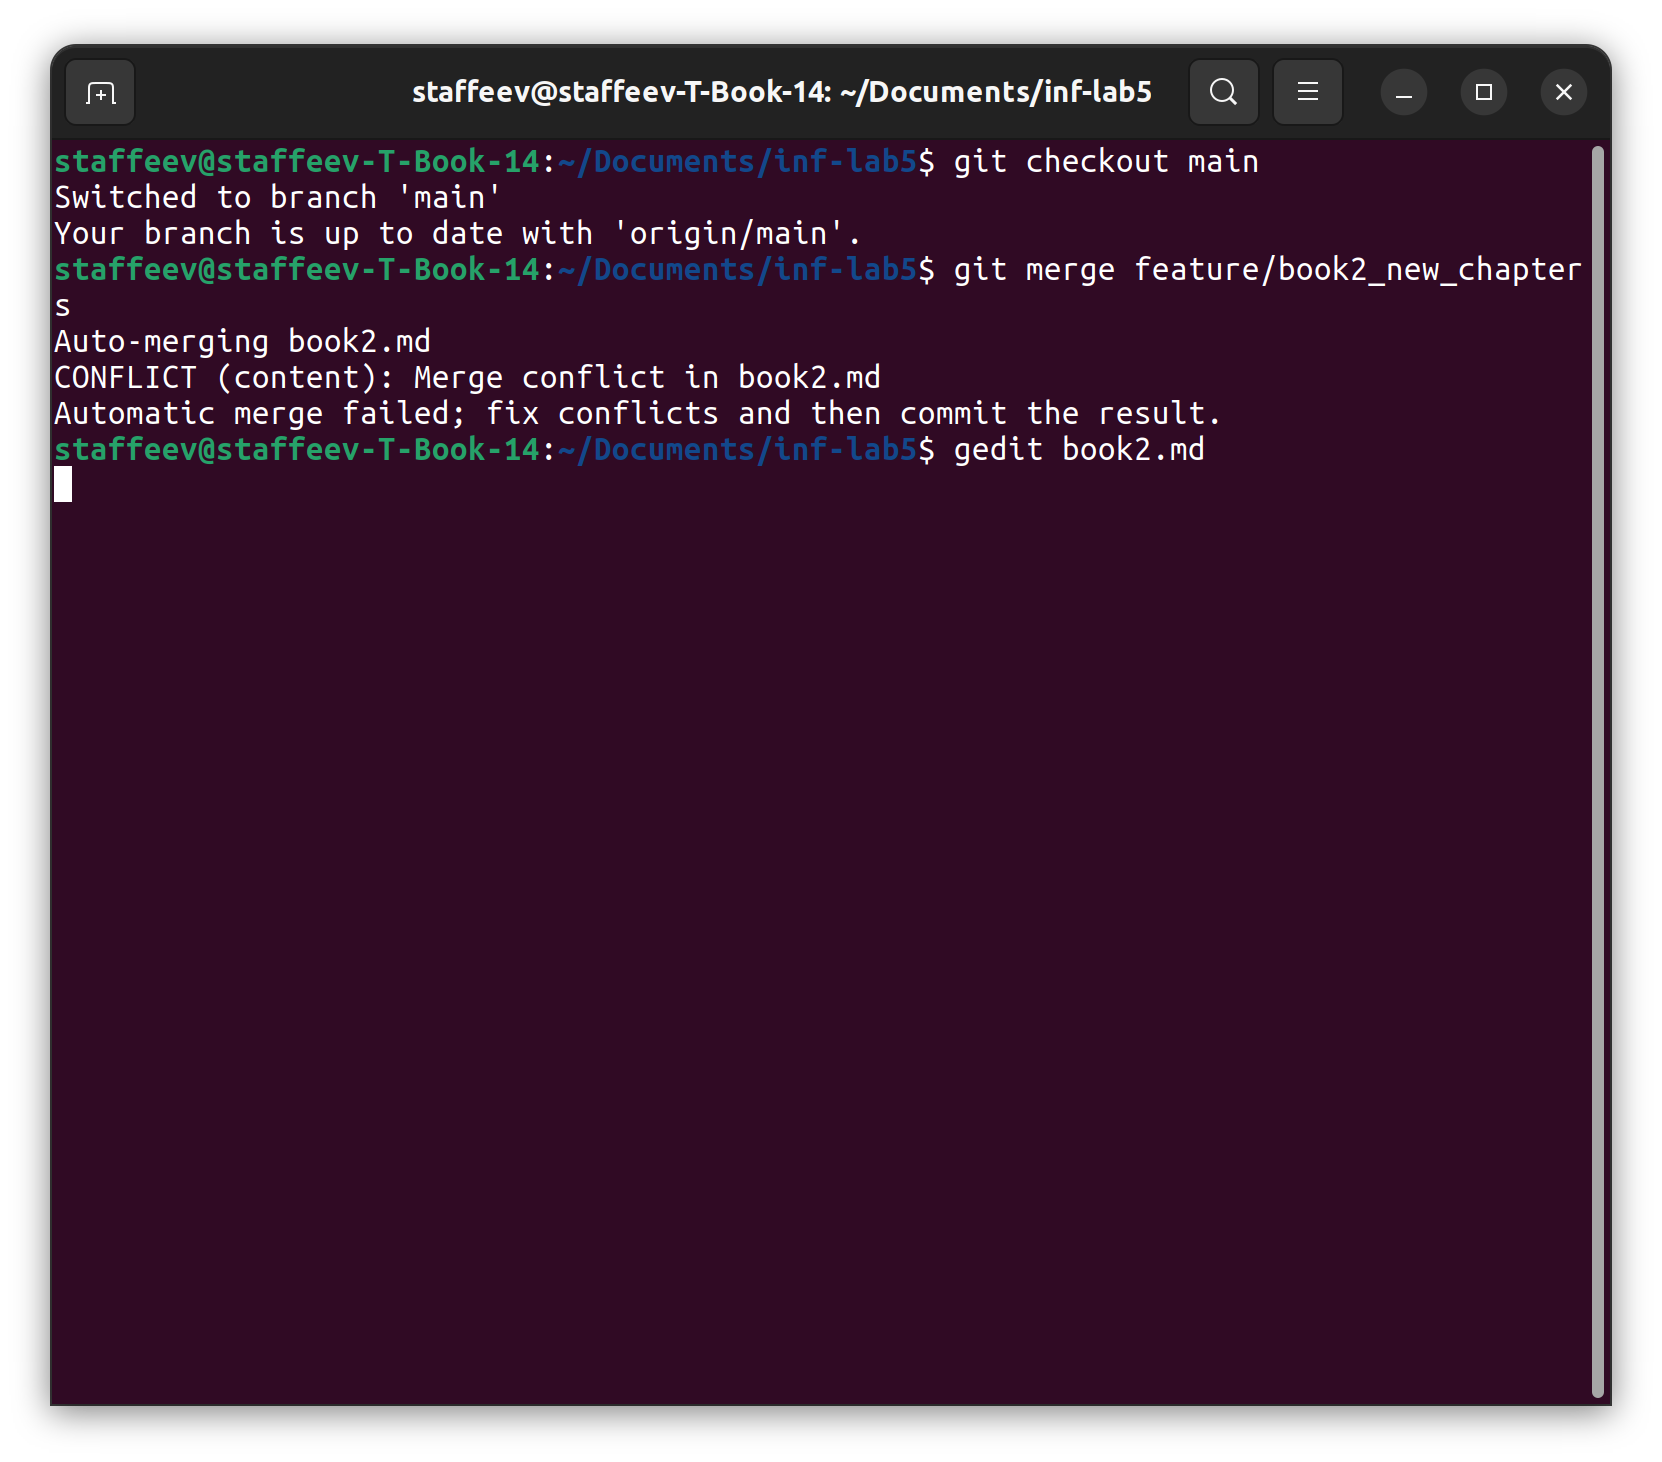 staffeev@staffeev-T-Book-14: ~/Documents/inf-lab5
staffeev@staffeev-T-Book-14:~/Documents/inf-lab5$ git checkout main
Switched to branch 'main'
Your branch is up to date with 'origin/main'.
staffeev@staffeev-T-Book-14:~/Documents/inf-lab5$ git merge feature/book2_new_chapter
s
Auto-merging book2.md
CONFLICT (content): Merge conflict in book2.md
Automatic merge failed; fix conflicts and then commit the result.
staffeev@staffeev-T-Book-14:~/Documents/inf-lab5$ gedit book2.md